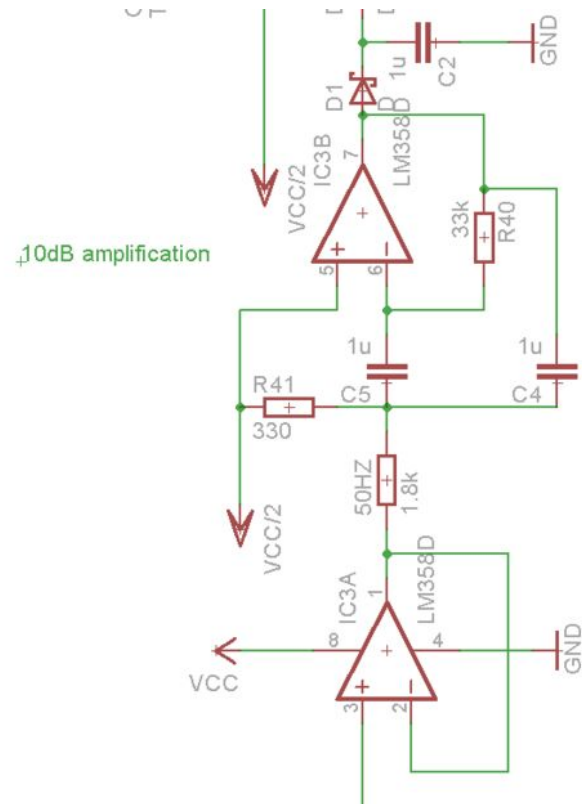 1u
C2
GND
D1
D
IC3B
LM358D
7
VCC/2
33k
R40
10dB amplification
+
−
5
6
1u
C5
1u
C4
R41
330
50HZ
1.8k
VCC/2
IC3A
LM358D
1
8
4
VCC
GND
+
−
3
2